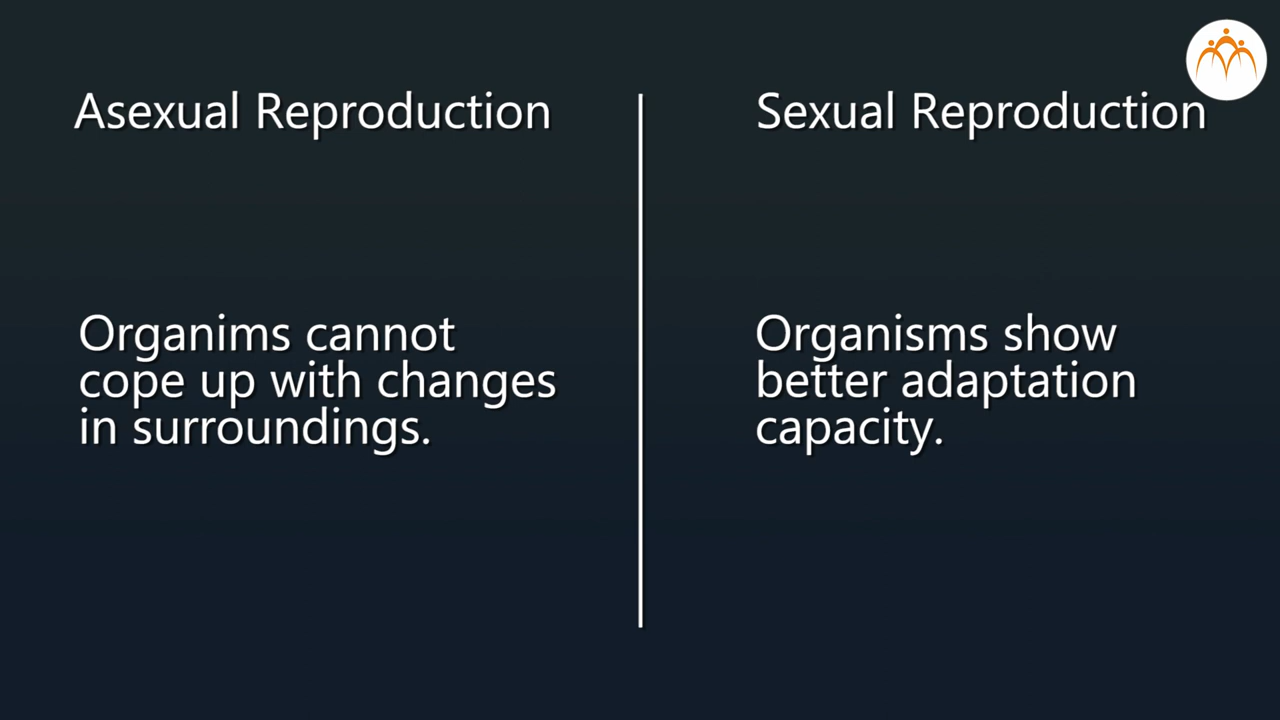 Asexual Reproduction
Sexual Reproduction
Organims cannot
cope up with changes
in surroundings.
Organisms show
better adaptation
capacity.